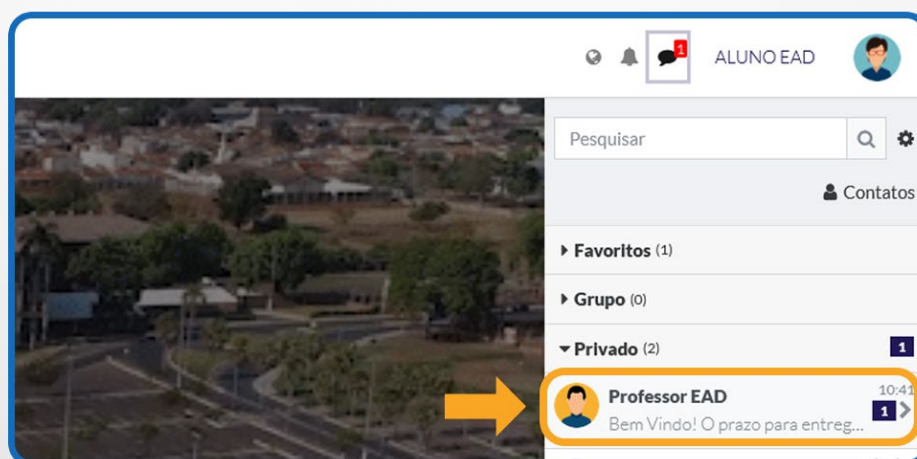 1
ALUNO EAD
Pesquisar
Contatos
Favoritos (1)
Grupo (0)
Privado (2) 1
Professor EAD 10:41
Bem Vindo! O prazo para entreg... 1